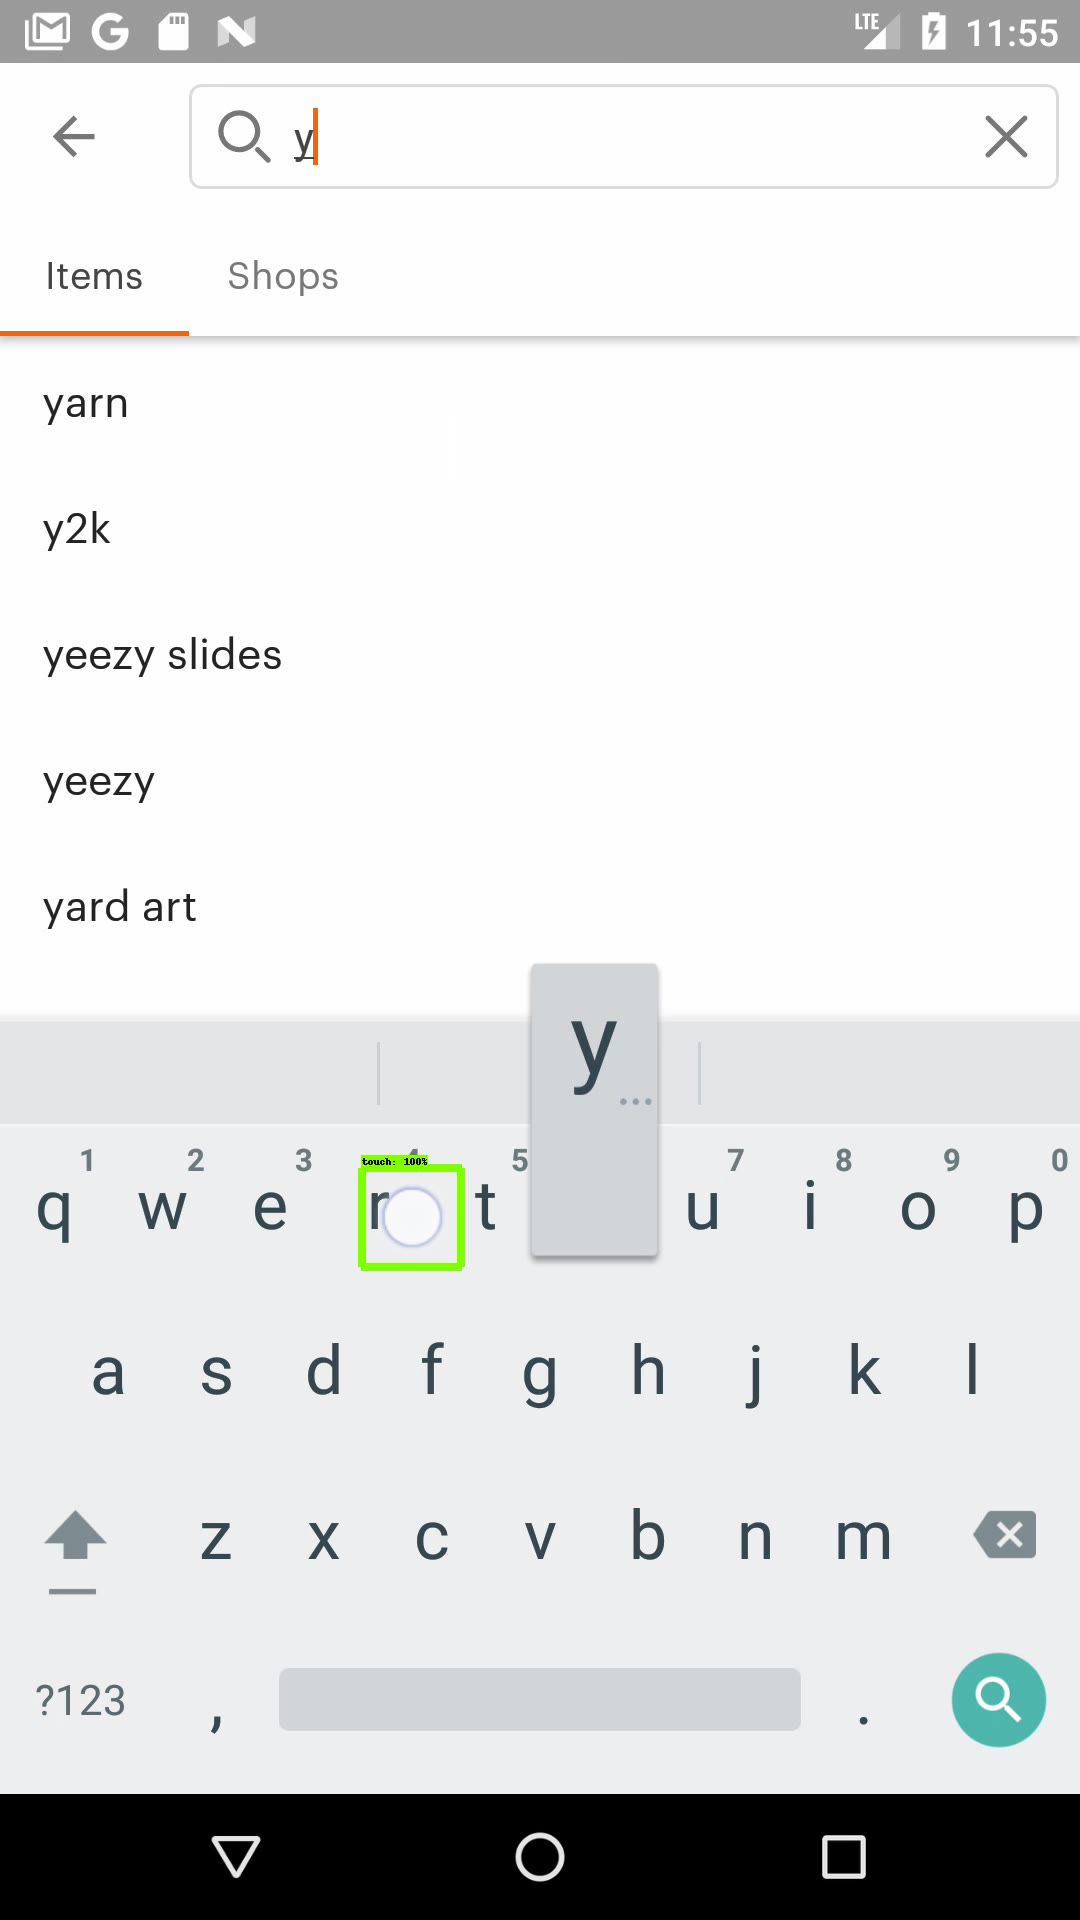 LTE 11:55
y
Items Shops
yarn
y2k
yeezy slides
yeezy
yard art
y...
touch: 100%
1 2 3 4 5 7 8 9 0
q w e r t u i o p
a s d f g h j k l
z x c v b n m
?123 , .